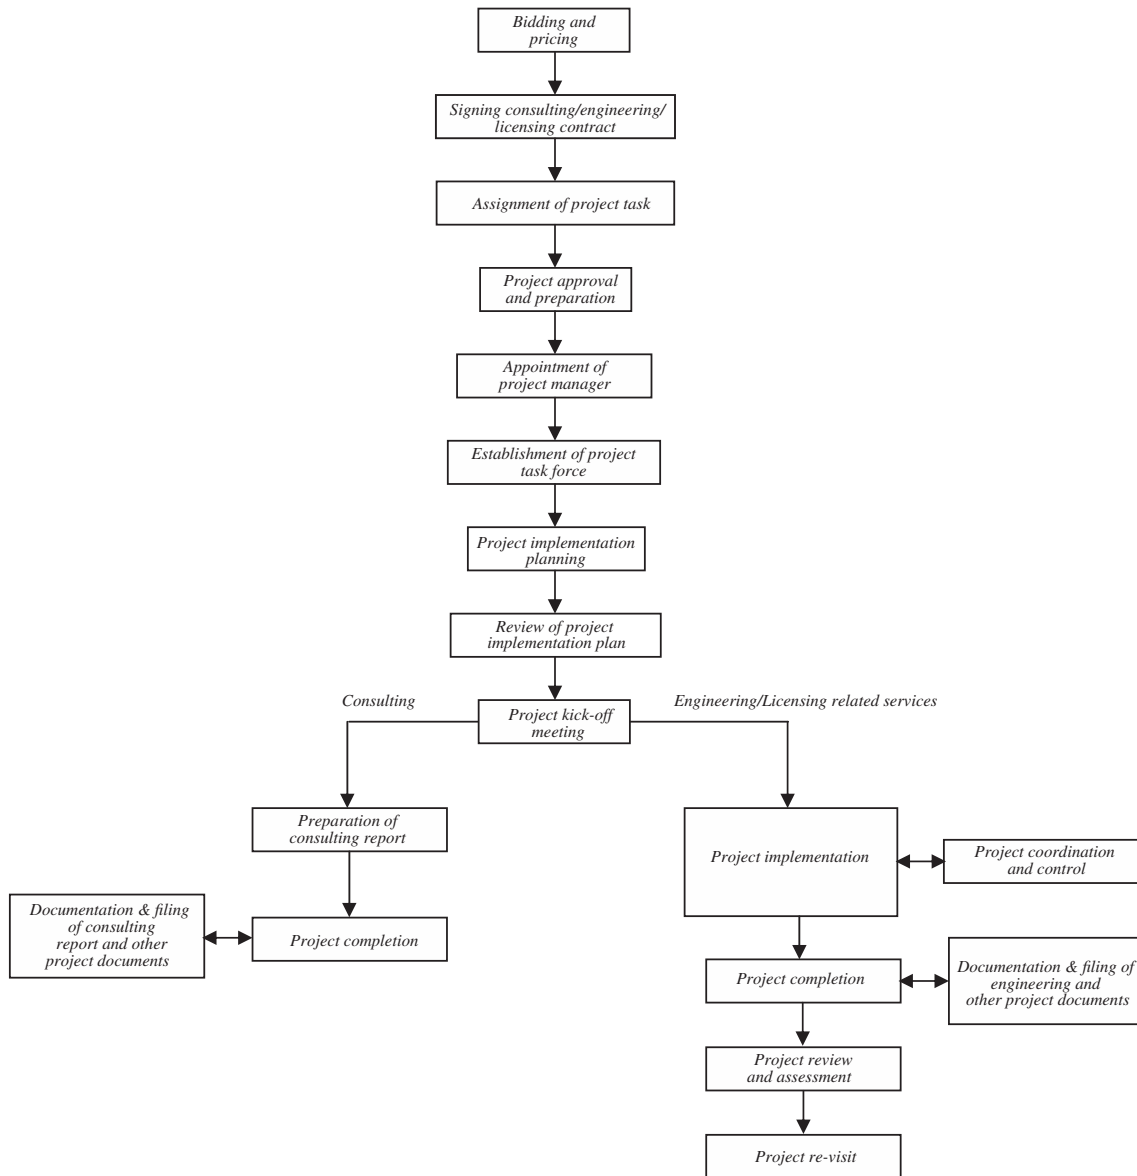 Bidding and
pricing
Signing consulting/engineering/
licensing contract
Assignment of project task
Project approval
and preparation
Appointment of
project manager
Establishment of project
task force
Project implementation
planning
Review of project
implementation plan
Consulting
Project kick-off
meeting
Engineering/Licensing related services
Preparation of
consulting report
Project implementation
Project coordination
and control
Documentation & filing
of consulting
report and other
project documents
Project completion
Project completion
Documentation & filing of
engineering and
other project documents
Project review
and assessment
Project re-visit